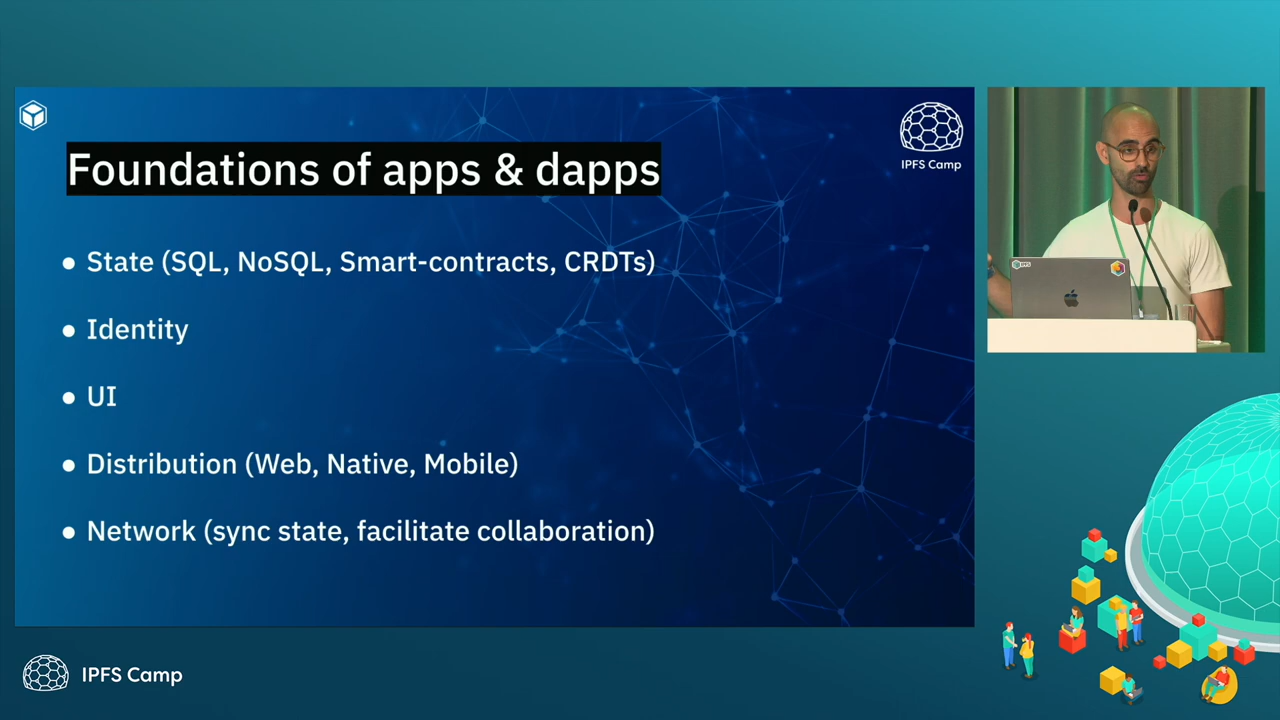 IPFS Camp
Foundations of apps & dapps
● State (SQL, NoSQL, Smart-contracts, CRDTs)
● Identity
● UI
● Distribution (Web, Native, Mobile)
● Network (sync state, facilitate collaboration)
IPFS
IPFS Camp